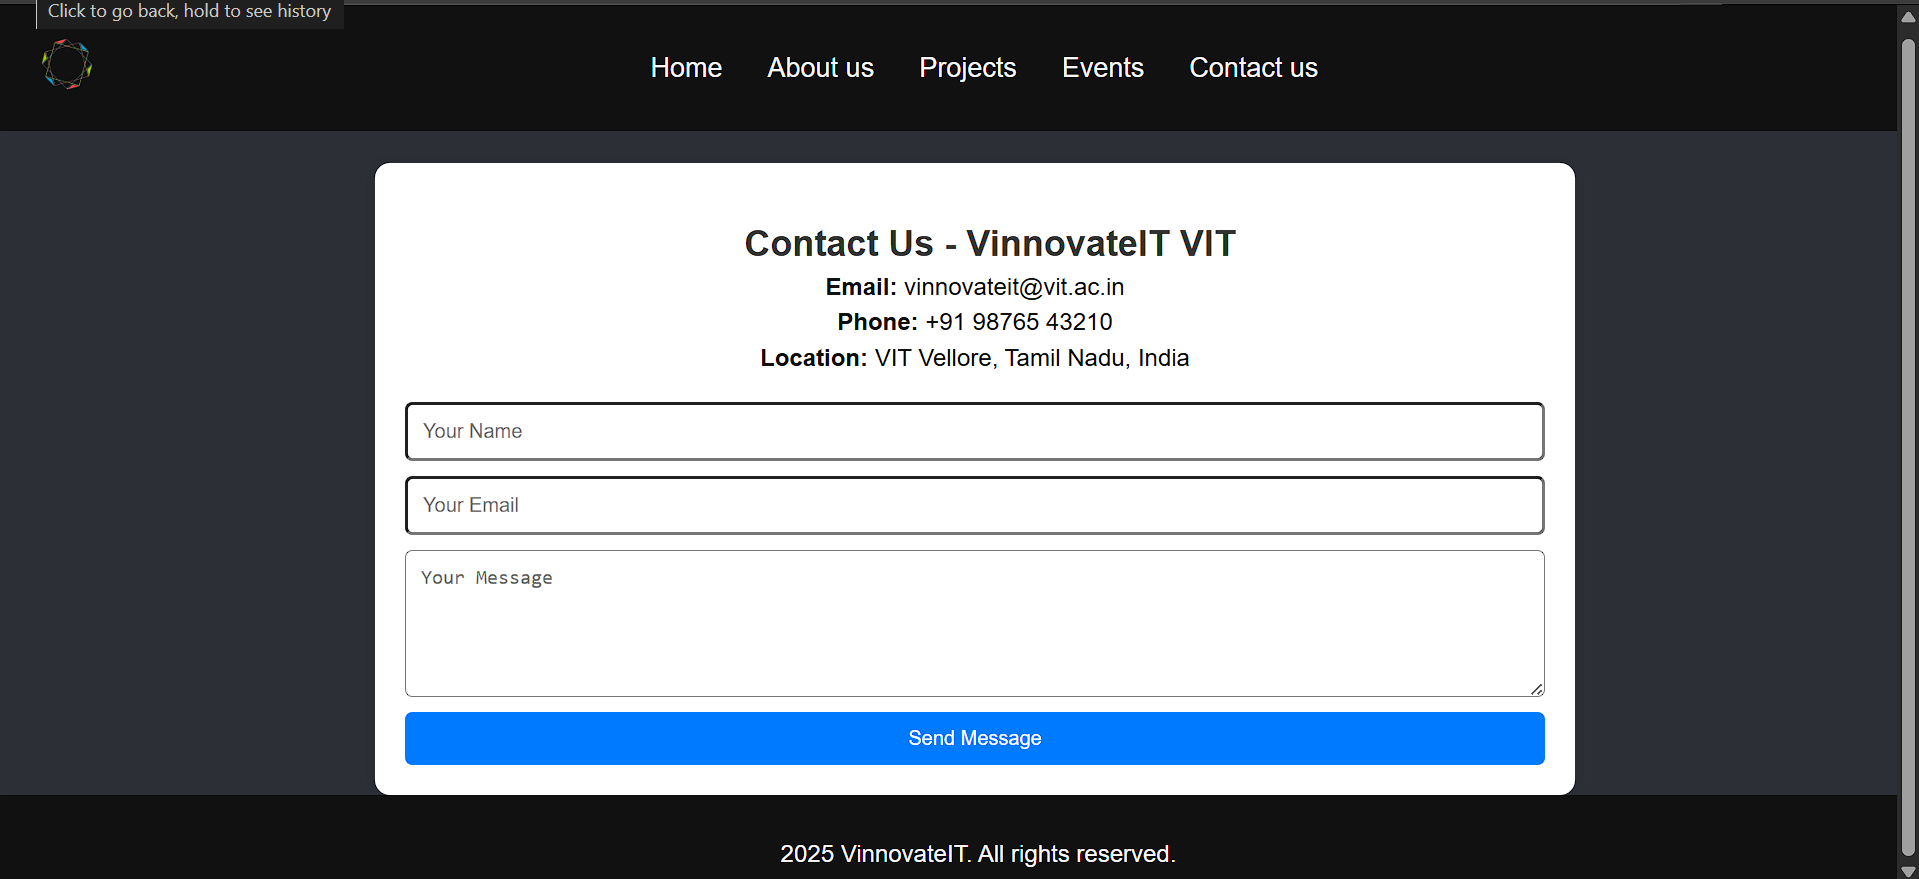 Click to go back, hold to see history
Home About us Projects Events Contact us
Contact Us - VinnovateIT VIT
Email: vinnovateit@vit.ac.in
Phone: +91 98765 43210
Location: VIT Vellore, Tamil Nadu, India
Your Name
Your Email
Your Message
Send Message
2025 VinnovateIT. All rights reserved.